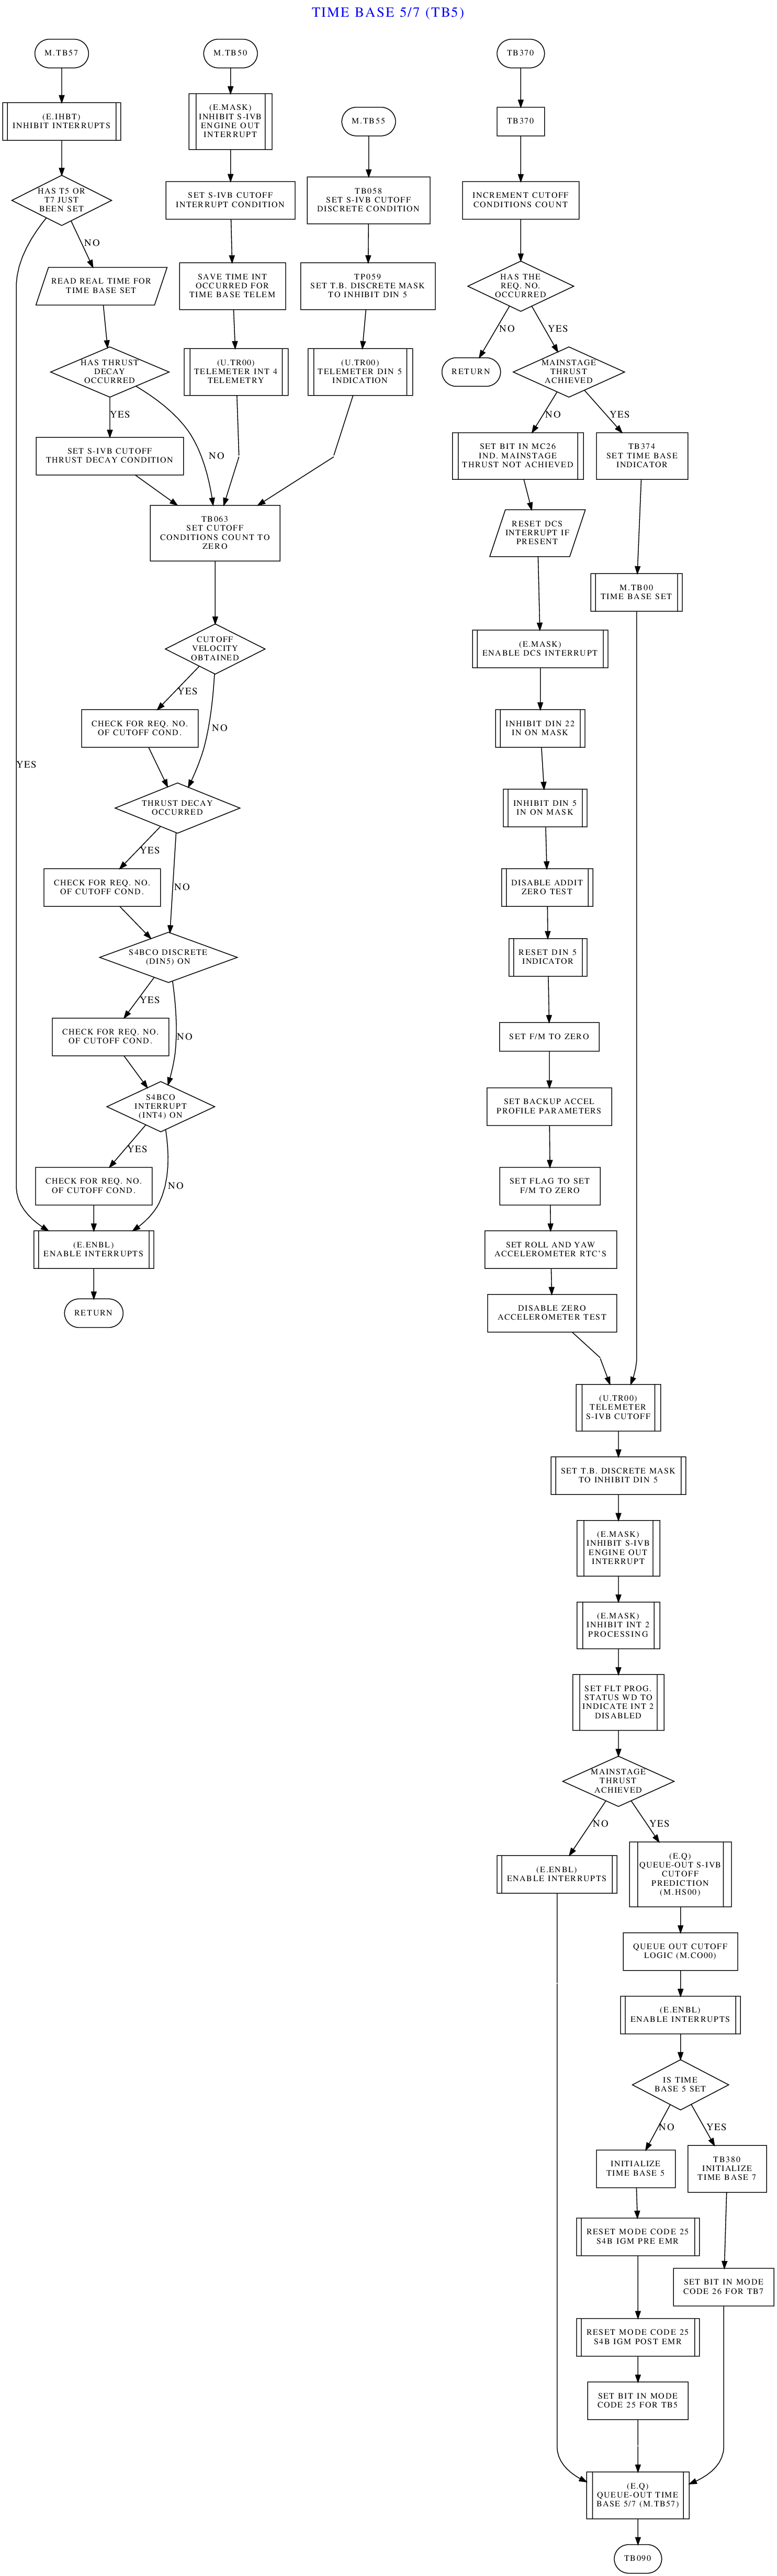 TIME BASE 5/7 (TB5)
M.TB57
(E.IHBT)
INHIBIT INTERRUPTS
HAS T5 OR
T7 JUST
BEEN SET
NO
READ REAL TIME FOR
TIME BASE SET
HAS THRUST
DECAY
OCCURRED
YES
NO
SET S-IVB CUTOFF
THRUST DECAY CONDITION
M.TB50
(E.MASK)
INHIBIT S-IVB
ENGINE OUT
INTERRUPT
SET S-IVB CUTOFF
INTERRUPT CONDITION
SAVE TIME INT
OCCURRED FOR
TIME BASE TELEM
(U.TR00)
TELEMETER INT 4
TELEMETRY
M.TB55
TB058
SET S-IVB CUTOFF
DISCRETE CONDITION
TP059
SET T.B. DISCRETE MASK
TO INHIBIT DIN 5
(U.TR00)
TELEMETER DIN 5
INDICATION
TB063
SET CUTOFF
CONDITIONS COUNT TO
ZERO
CUTOFF
VELOCITY
OBTAINED
YES
NO
CHECK FOR REQ. NO.
OF CUTOFF COND.
YES
THRUST DECAY
OCCURRED
YES
NO
CHECK FOR REQ. NO.
OF CUTOFF COND.
S4BCO DISCRETE
(DIN5) ON
YES
NO
CHECK FOR REQ. NO.
OF CUTOFF COND.
S4BCO
INTERRUPT
(INT4) ON
YES
NO
CHECK FOR REQ. NO.
OF CUTOFF COND.
(E.ENBL)
ENABLE INTERRUPTS
RETURN
TB370
TB370
INCREMENT CUTOFF
CONDITIONS COUNT
HAS THE
REQ. NO.
OCCURRED
NO
YES
RETURN
MAINSTAGE
THRUST
ACHIEVED
NO
YES
SET BIT IN MC26
IND. MAINSTAGE
THRUST NOT ACHIEVED
TB374
SET TIME BASE
INDICATOR
RESET DCS
INTERRUPT IF
PRESENT
M.TB00
TIME BASE SET
(E.MASK)
ENABLE DCS INTERRUPT
INHIBIT DIN 22
IN ON MASK
INHIBIT DIN 5
IN ON MASK
DISABLE ADDIT
ZERO TEST
RESET DIN 5
INDICATOR
SET F/M TO ZERO
SET BACKUP ACCEL
PROFILE PARAMETERS
SET FLAG TO SET
F/M TO ZERO
SET ROLL AND YAW
ACCELEROMETER RTC'S
DISABLE ZERO
ACCELEROMETER TEST
(U.TR00)
TELEMETER
S-IVB CUTOFF
SET T.B. DISCRETE MASK
TO INHIBIT DIN 5
(E.MASK)
INHIBIT S-IVB
ENGINE OUT
INTERRUPT
(E.MASK)
INHIBIT INT 2
PROCESSING
SET FLT PROG.
STATUS WD TO
INDICATE INT 2
DISABLED
MAINSTAGE
THRUST
ACHIEVED
NO
YES
(E.ENBL)
ENABLE INTERRUPTS
(E.Q)
QUEUE-OUT S-IVB
CUTOFF
PREDICTION
(M.HS00)
QUEUE OUT CUTOFF
LOGIC (M.CO00)
(E.ENBL)
ENABLE INTERRUPTS
IS TIME
BASE 5 SET
NO
YES
INITIALIZE
TIME BASE 5
TB380
INITIALIZE
TIME BASE 7
RESET MODE CODE 25
S4B IGM PRE EMR
SET BIT IN MODE
CODE 26 FOR TB7
RESET MODE CODE 25
S4B IGM POST EMR
SET BIT IN MODE
CODE 25 FOR TB5
(E.Q)
QUEUE-OUT TIME
BASE 5/7 (M.TB57)
TB090